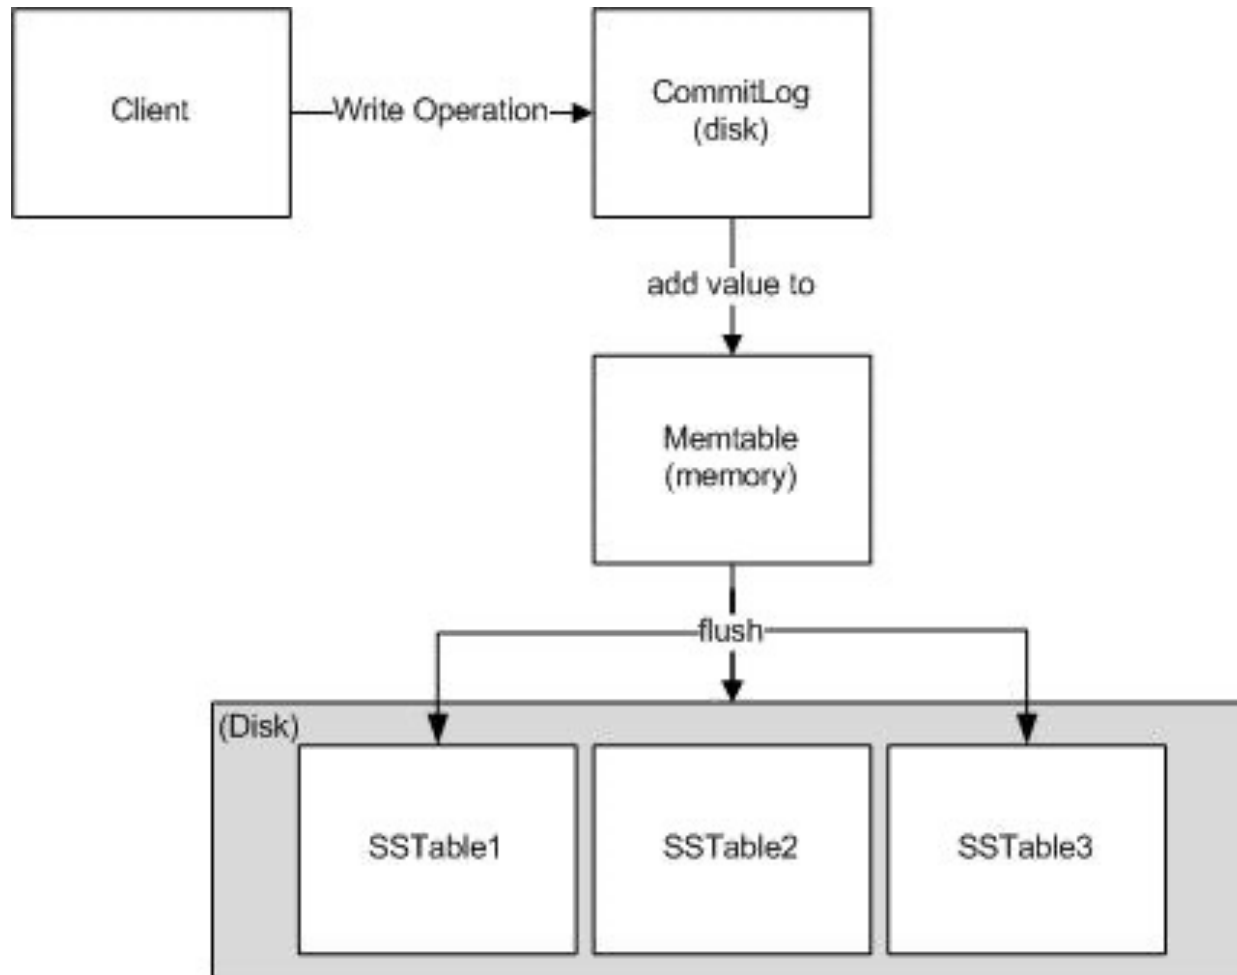 Client
Write Operation
CommitLog
(disk)
add value to
Memtable
(memory)
flush
(Disk)
SSTable1
SSTable2
SSTable3